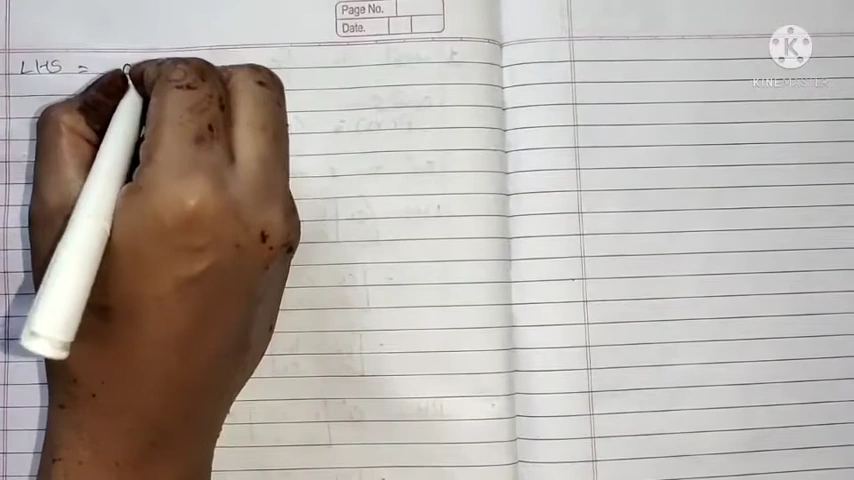 Page No.
Date.
LHS =
KINEMASTER